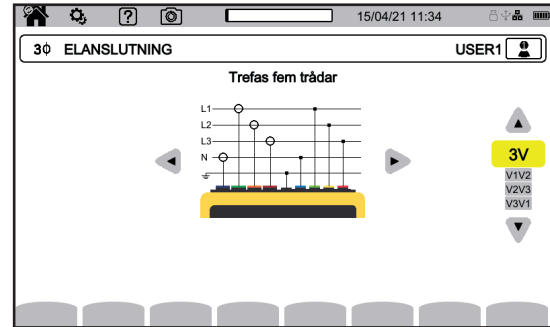 15/04/21 11:34
3ϕ ELANSLUTNING USER1
Trefas fem trådar
L1
L2
L3
N
3V
V1V2
V2V3
V3V1